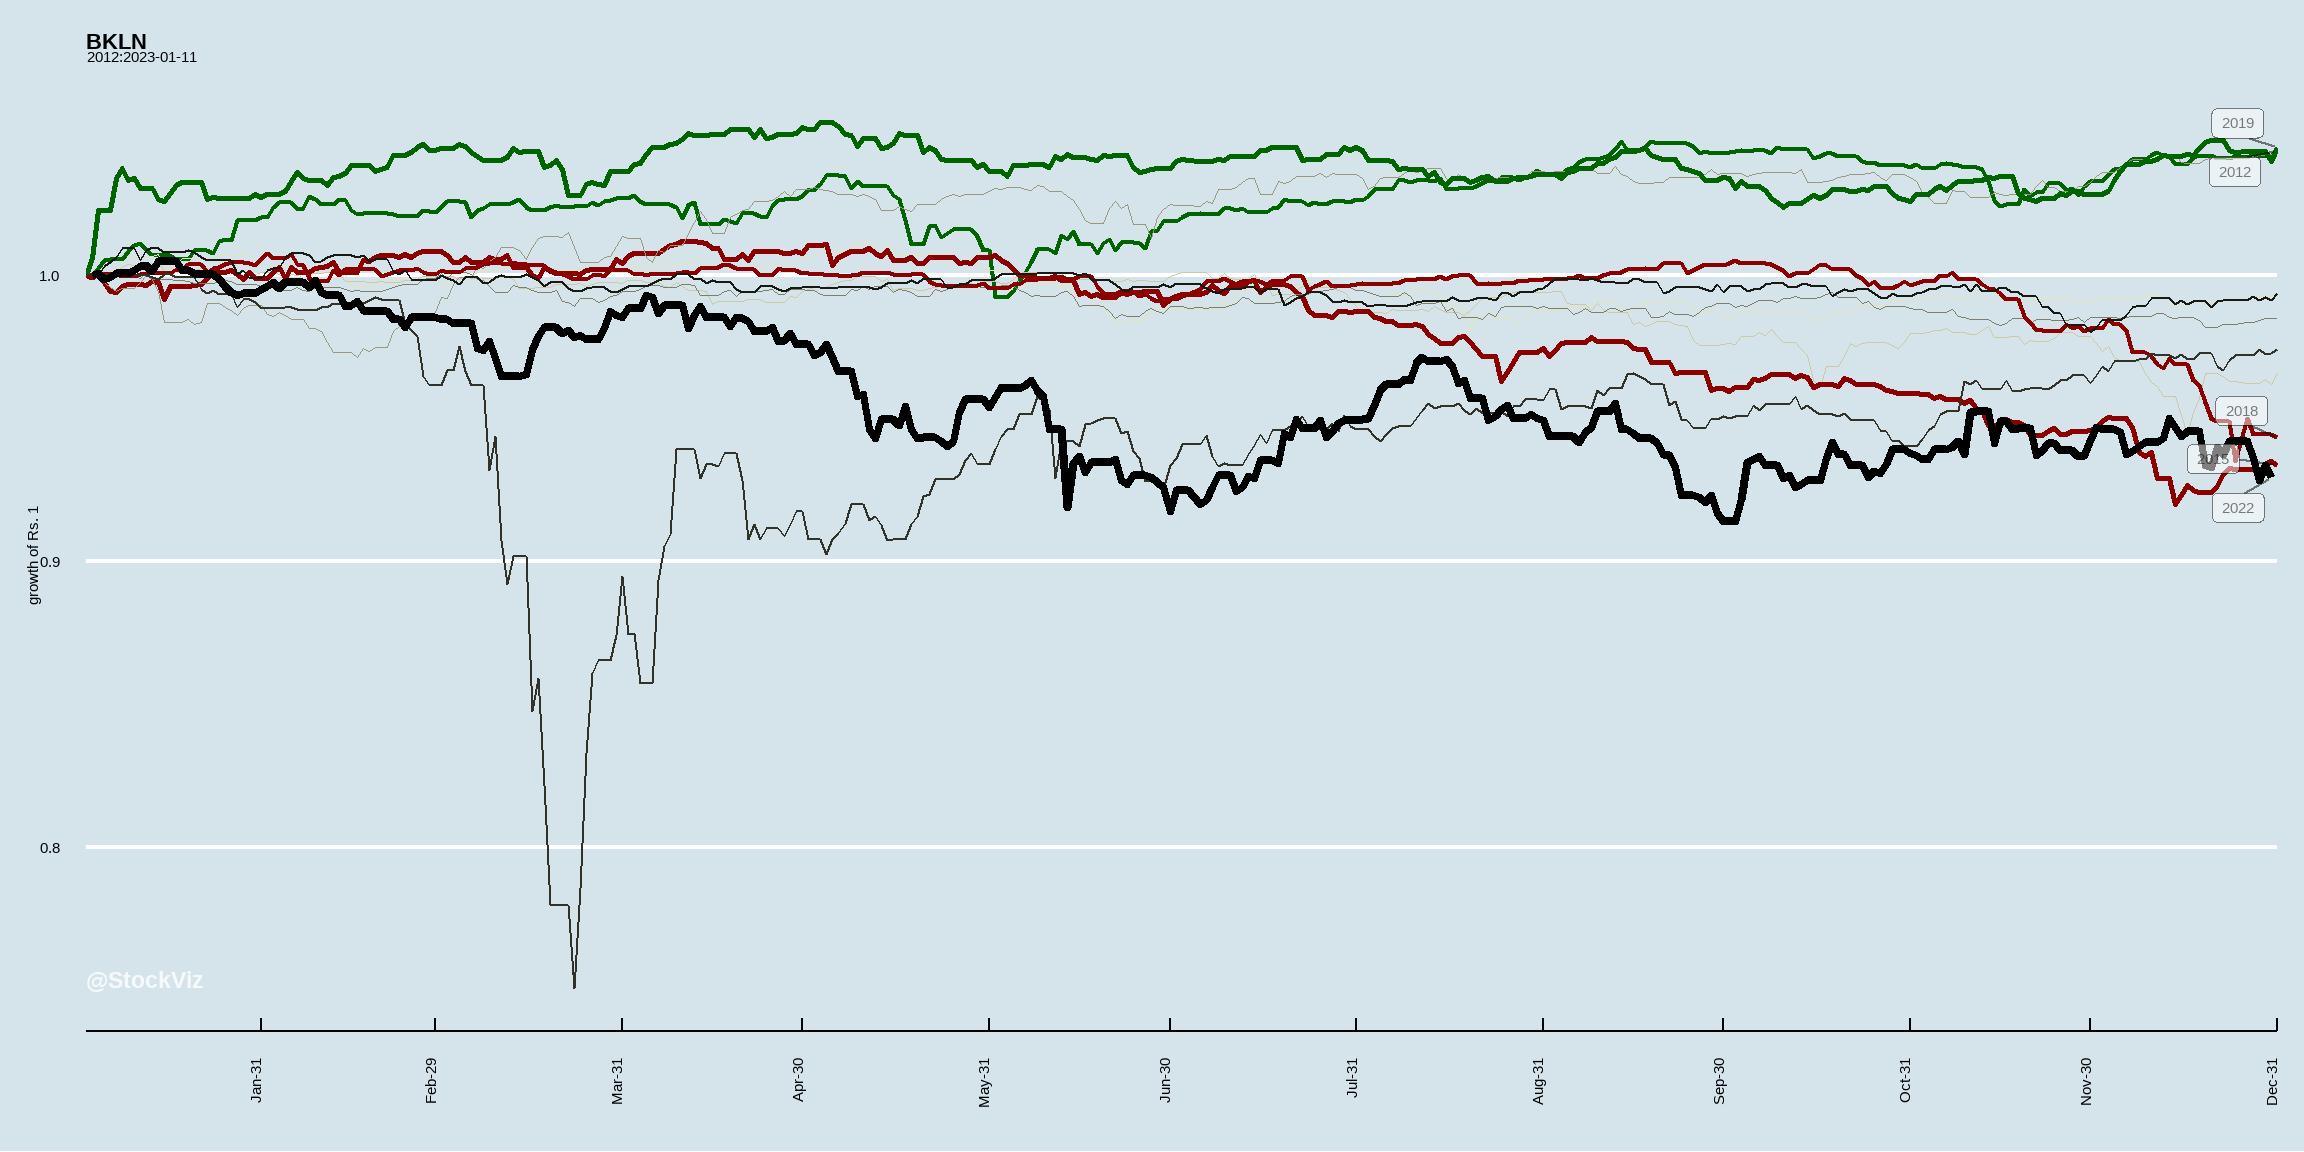 BKLN
2012:2023-01-11
2019
2012
1.0
2018
2015
2022
growth of Rs. 1
0.9
0.8
@StockViz
Jan-31
Feb-29
Mar-31
Apr-30
May-31
Jun-30
Jul-31
Aug-31
Sep-30
Oct-31
Nov-30
Dec-31